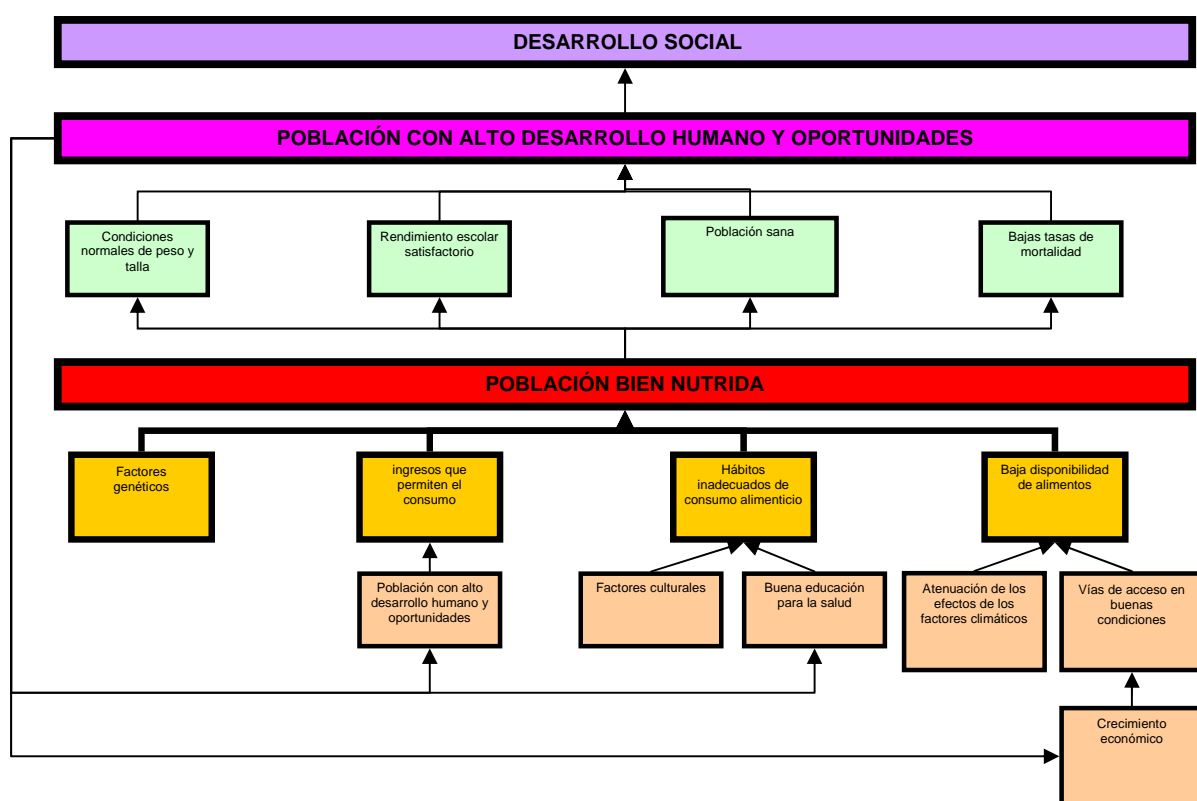 DESARROLLO SOCIAL
POBLACIÓN CON ALTO DESARROLLO HUMANO Y OPORTUNIDADES
Condiciones
normales de peso y
talla
Rendimiento escolar
satisfactorio
Población sana
Bajas tasas de
mortalidad
POBLACIÓN BIEN NUTRIDA
Factores
genéticos
ingresos que
permiten el
consumo
Hábitos
inadecuados de
consumo alimenticio
Baja disponibilidad
de alimentos
Población con alto
desarrollo humano y
oportunidades
Factores culturales
Buena educación
para la salud
Atenuación de los
efectos de los
factores climáticos
Vías de acceso en
buenas
condiciones
Crecimiento
económico